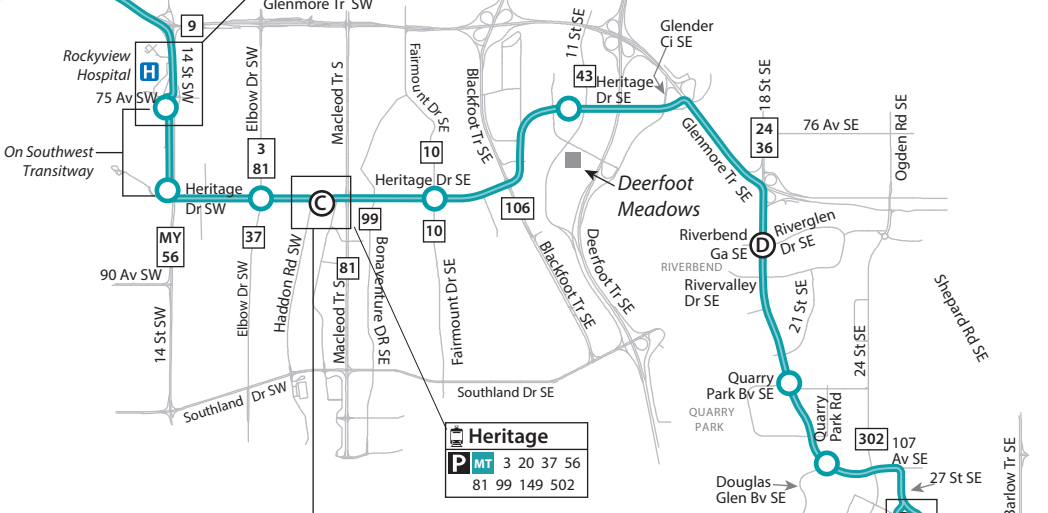 Glenmore Tr SW
9
Rockyview
Hospital
H
14 St SW
75 Av SW
On Southwest
Transitway
Elbow Dr SW
Macleod Tr S
Fairmount Dr SE
Blackfoot Tr SE
11 St SE
Glender
Ci SE
43
Heritage
Dr SE
18 St SE
24
36
76 Av SE
Ogden Rd SE
Glenmore Tr SE
3
81
10
Heritage Dr SE
Heritage
Dr SW
C
Deerfoot
Meadows
99
106
10
MY
56
37
90 Av SW
81
Riverbend
Ga SE
D
Riverglen
Dr SE
RIVERBEND
Rivervalley
Dr SE
14 St SW
Elbow Dr SW
Haddon Rd SW
Macleod Tr S
Bonaventure DR SE
Fairmount Dr SE
Blackfoot Tr SE
Deerfoot Tr SE
21 St SE
24 St SE
Shepard Rd SE
Southland Dr SW
Southland Dr SE
Quarry
Park Bv SE
QUARRY
PARK
Quarry
Park Rd
Heritage
P MT 3 20 37 56
81 99 149 502
302
107
Av SE
27 St SE
Douglas
Glen Bv SE
Barlow Tr SE